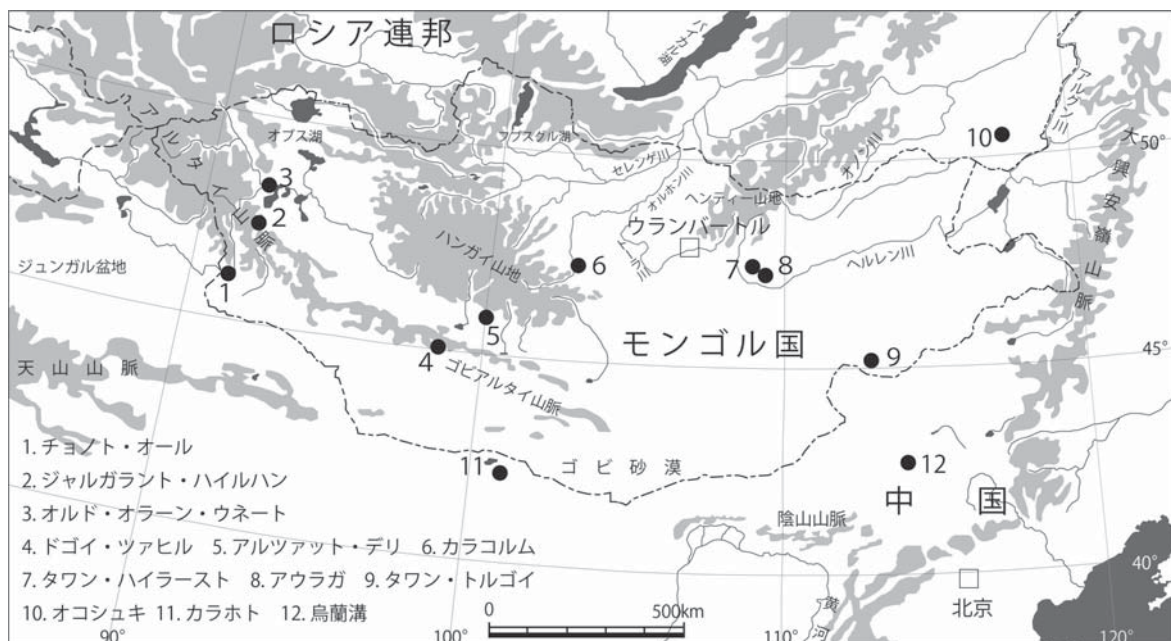 ロシア連邦
バイカル湖
アルグン川
50°
10
大興安嶺山脈
オブス湖
フブスグル湖
セレンゲ川
オノン川
アルタイ山脈
3
オルホン川
ヘンティー山地
ウランバートル
2
トーラ川
ハンガイ山地
ヘルレン川
ジュンガル盆地
1
6
7
8
5
モンゴル国
4
9
45°
ゴビアルタイ山脈
天山山脈
11
ゴビ砂漠
12
中国
陰山山脈
1. チョノト・オール
2. ジャルガラント・ハイルハン
3. オルド・オラーン・ウネート
4. ドゴイ・ツァヒル 5. アルツァット・デリ 6. カラコルム
7. タワン・ハイラースト 8. アウラガ 9. タワン・トルゴイ
10. オコシュキ 11. カラホト 12. 烏蘭溝
40°
北京
黄河
0 500km
90° 100° 110° 120°